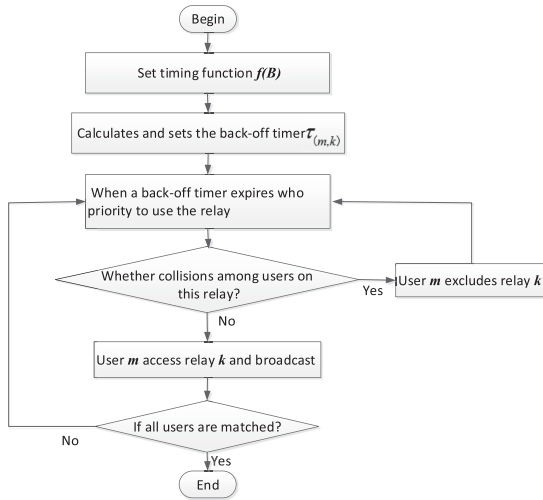 Begin
Set timing function f(B)
Calculates and sets the back-off timer τ(m,k)
When a back-off timer expires who
priority to use the relay
Whether collisions among users on
this relay?
Yes
User m excludes relay k
No
User m access relay k and broadcast
If all users are matched?
No
Yes
End